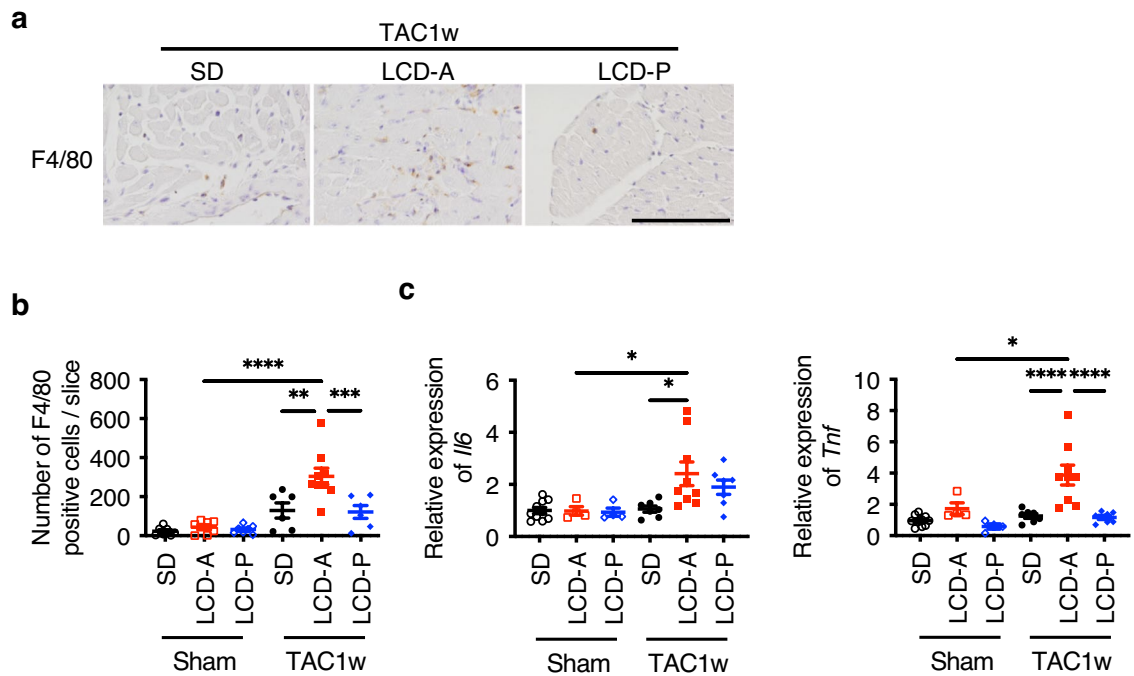 a
TAC1w
SD LCD-A LCD-P
F4/80
b
Number of F4/80
positive cells / slice
800
600
400
200
0
****
** ***
SD LCD-A LCD-P SD LCD-A LCD-P
Sham TAC1w
c
Relative expression
of Il6
6
4
2
0
*
*
SD LCD-A LCD-P SD LCD-A LCD-P
Sham TAC1w
Relative expression
of Tnf
10
8
6
4
2
0
*
**** ****
SD LCD-A LCD-P SD LCD-A LCD-P
Sham TAC1w